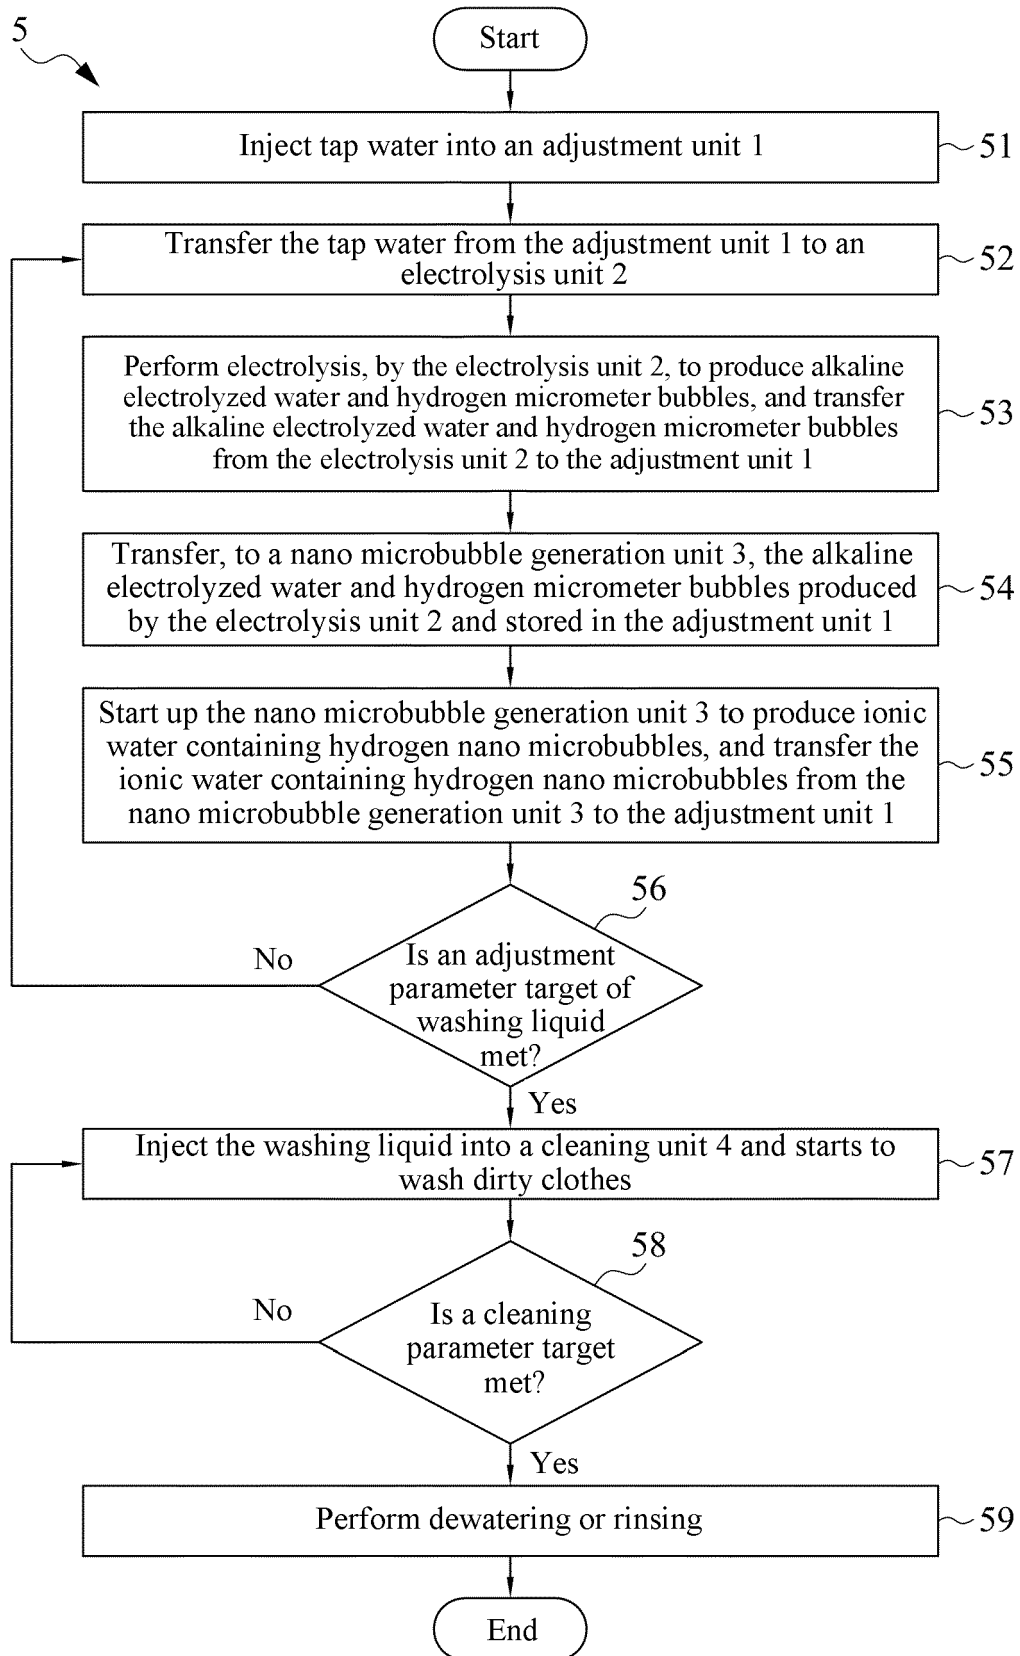 5
Start
Inject tap water into an adjustment unit 1
51
Transfer the tap water from the adjustment unit 1 to an
electrolysis unit 2
52
Perform electrolysis, by the electrolysis unit 2, to produce alkaline
electrolyzed water and hydrogen micrometer bubbles, and transfer
the alkaline electrolyzed water and hydrogen micrometer bubbles
from the electrolysis unit 2 to the adjustment unit 1
53
Transfer, to a nano microbubble generation unit 3, the alkaline
electrolyzed water and hydrogen micrometer bubbles produced
by the electrolysis unit 2 and stored in the adjustment unit 1
54
Start up the nano microbubble generation unit 3 to produce ionic
water containing hydrogen nano microbubbles, and transfer the
ionic water containing hydrogen nano microbubbles from the
nano microbubble generation unit 3 to the adjustment unit 1
55
56
No
Is an adjustment
parameter target of
washing liquid
met?
Yes
Inject the washing liquid into a cleaning unit 4 and starts to
wash dirty clothes
57
58
No
Is a cleaning
parameter target
met?
Yes
Perform dewatering or rinsing
59
End